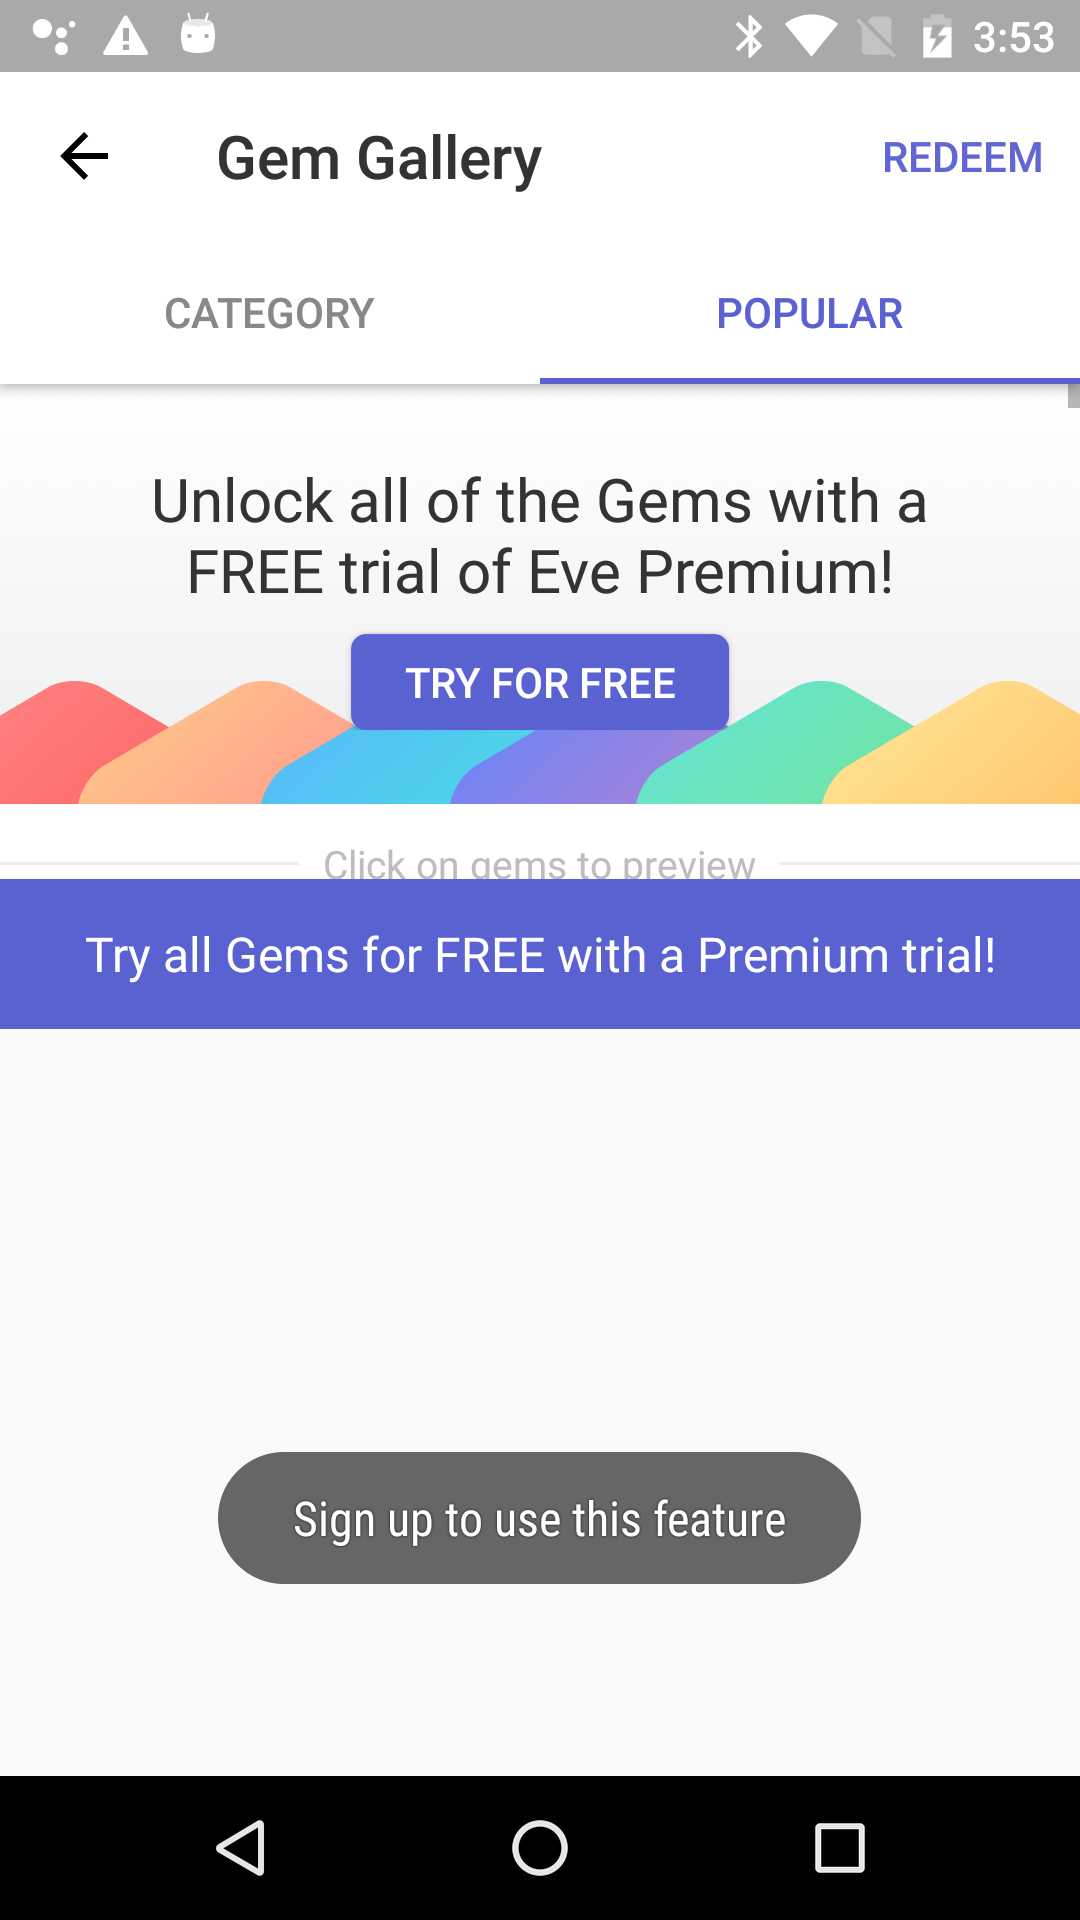 3:53
Gem Gallery
REDEEM
CATEGORY
POPULAR
Unlock all of the Gems with a
FREE trial of Eve Premium!
TRY FOR FREE
Click on gems to preview
Try all Gems for FREE with a Premium trial!
Sign up to use this feature